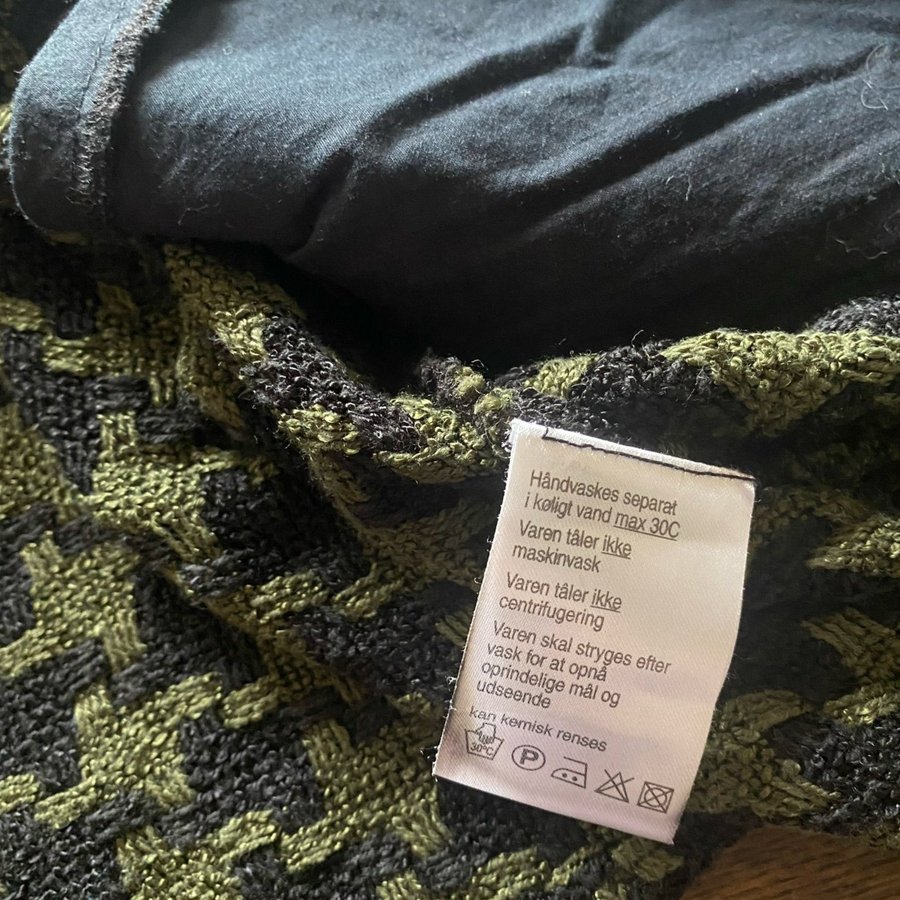 Håndvaskes separat
i køligt vand max 30C
Varen tåler ikke
maskinvask
Varen tåler ikke
centrifugering
Varen skal stryges efter
vask for at opnå
oprindelige mål og
udseende
kan kemisk renses
30°C P